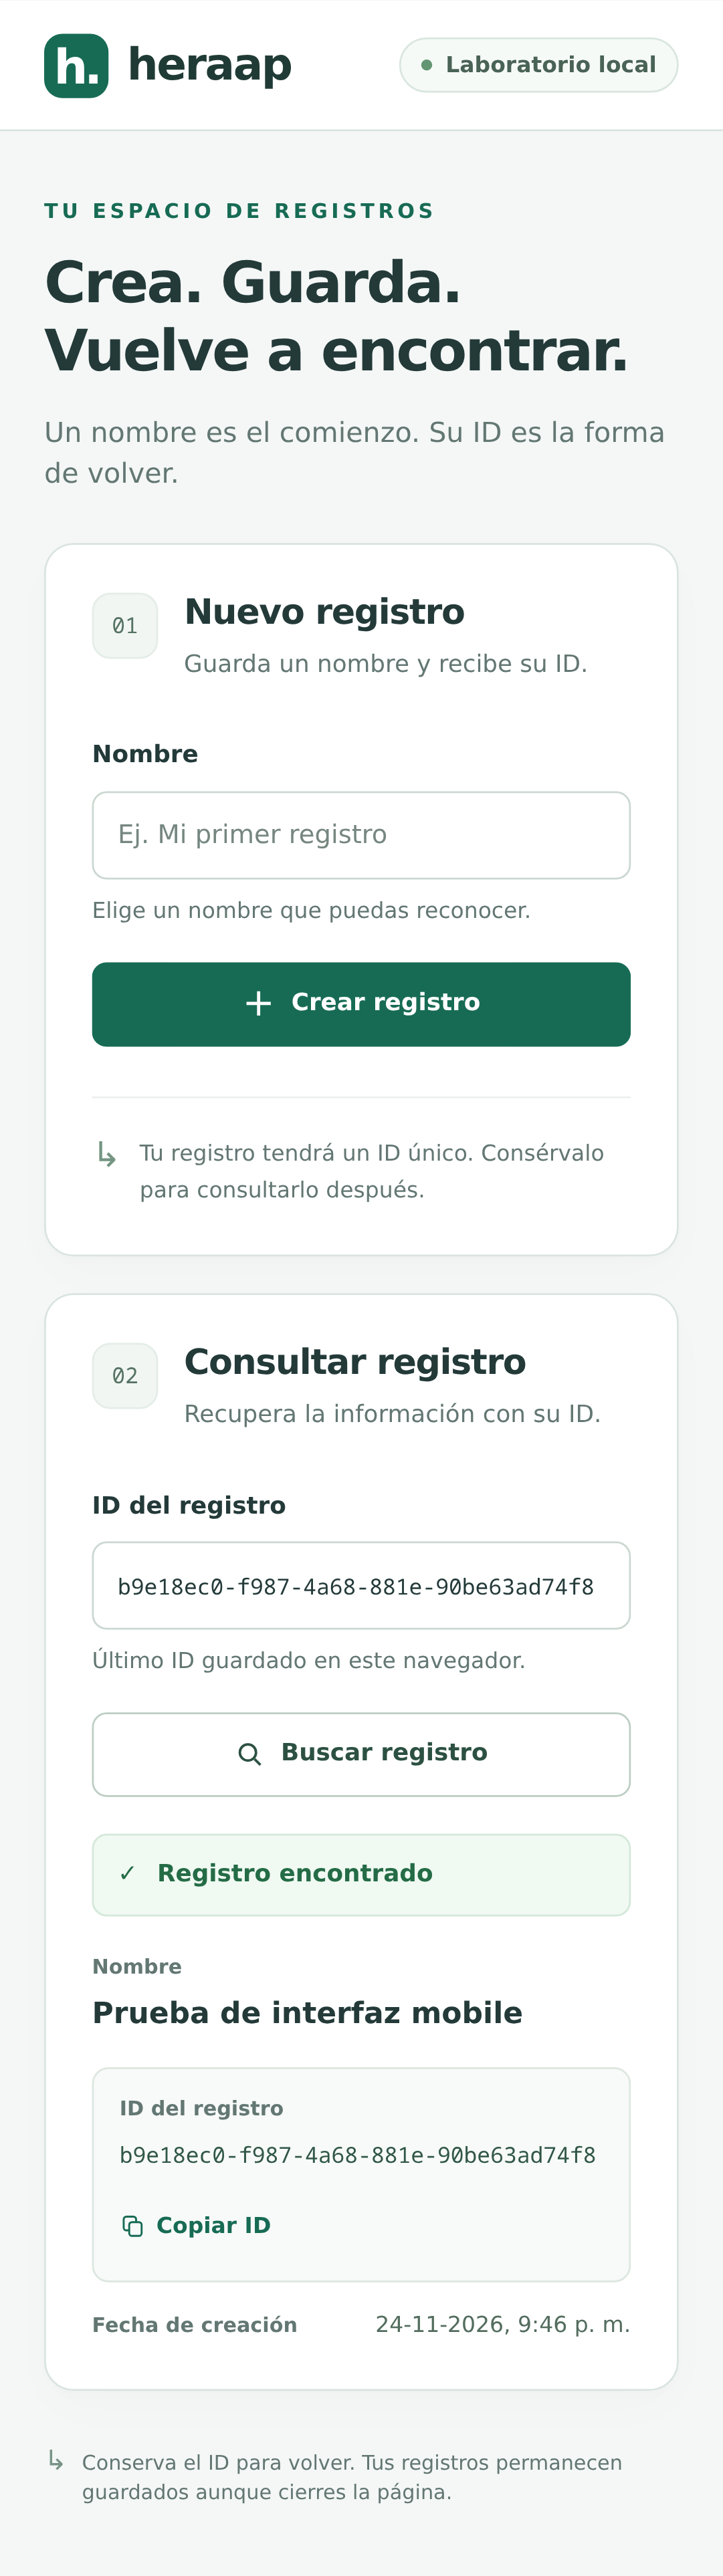 h. heraap
Laboratorio local
TU ESPACIO DE REGISTROS
Crea. Guarda.
Vuelve a encontrar.
Un nombre es el comienzo. Su ID es la forma
de volver.
01
Nuevo registro
Guarda un nombre y recibe su ID.
Nombre
Ej. Mi primer registro
Elige un nombre que puedas reconocer.
+ Crear registro
↳ Tu registro tendrá un ID único. Consérvalo
para consultarlo después.
02
Consultar registro
Recupera la información con su ID.
ID del registro
b9e18ec0-f987-4a68-881e-90be63ad74f8
Último ID guardado en este navegador.
Buscar registro
✓ Registro encontrado
Nombre
Prueba de interfaz mobile
ID del registro
b9e18ec0-f987-4a68-881e-90be63ad74f8
Copiar ID
Fecha de creación 24-11-2026, 9:46 p. m.
↳ Conserva el ID para volver. Tus registros permanecen
guardados aunque cierres la página.